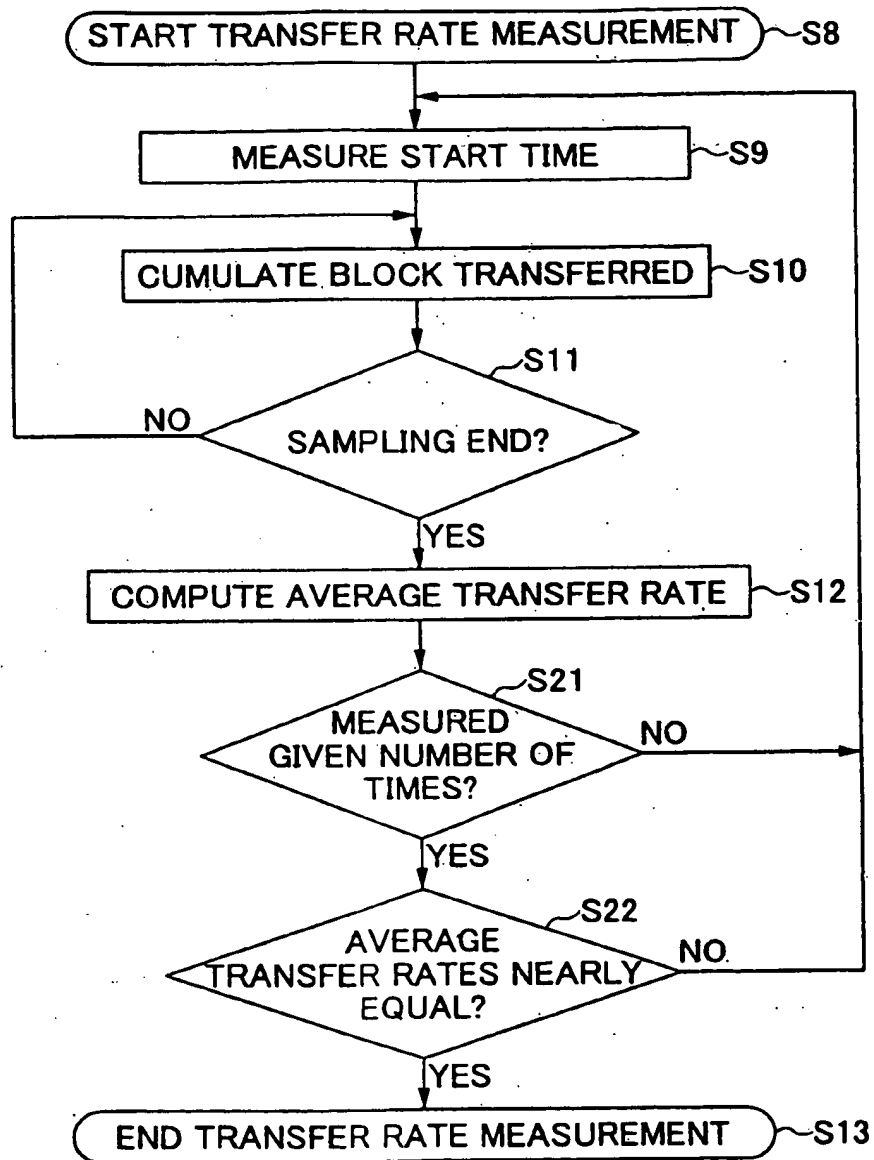 START TRANSFER RATE MEASUREMENT S8
MEASURE START TIME S9
CUMULATE BLOCK TRANSFERRED S10
S11
NO
SAMPLING END?
YES
COMPUTE AVERAGE TRANSFER RATE S12
S21
MEASURED
GIVEN NUMBER OF
TIMES?
NO
YES
S22
AVERAGE
TRANSFER RATES NEARLY
EQUAL?
NO
YES
END TRANSFER RATE MEASUREMENT S13